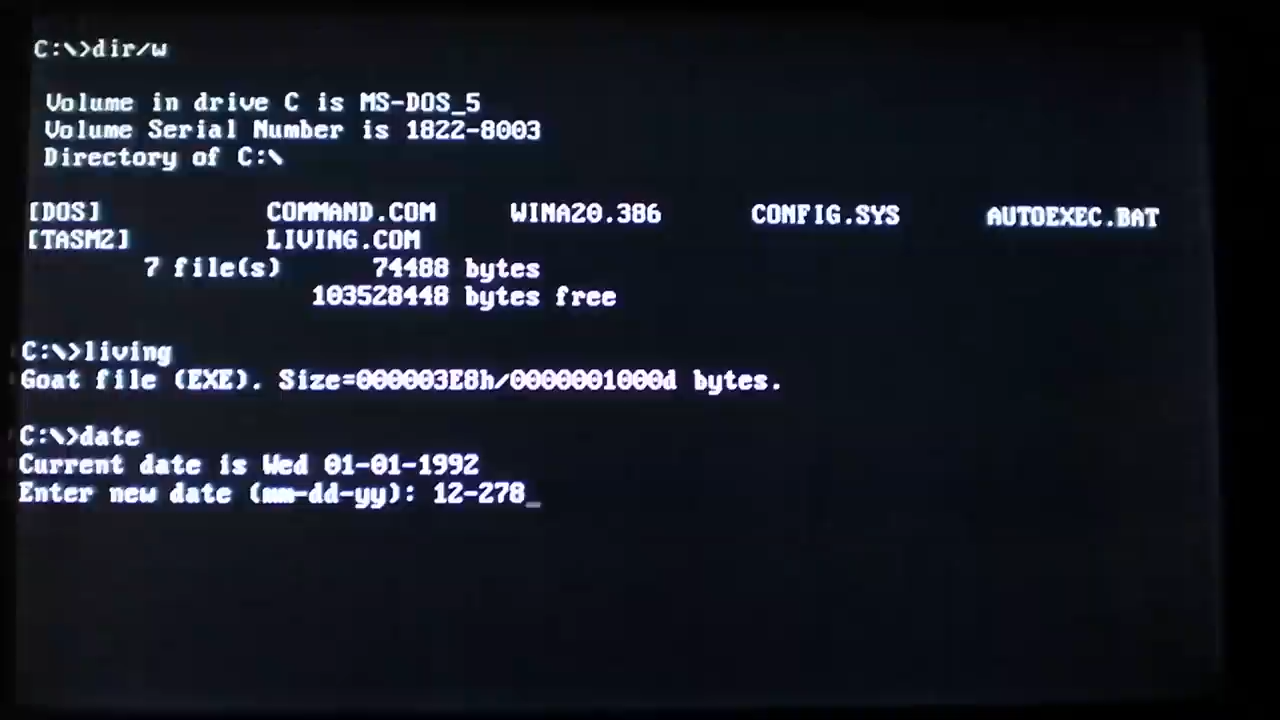 C:\>dir/w
Volume in drive C is MS-DOS_5
Volume Serial Number is 1822-8003
Directory of C:\
[DOS] COMMAND.COM WINA20.386 CONFIG.SYS AUTOEXEC.BAT
[TASM2] LIVING.COM
7 file(s) 74488 bytes
103528448 bytes free
C:\>living
Goat file (EXE). Size=000003E8h/0000001000d bytes.
C:\>date
Current date is Wed 01-01-1992
Enter new date (mm-dd-yy): 12-278_